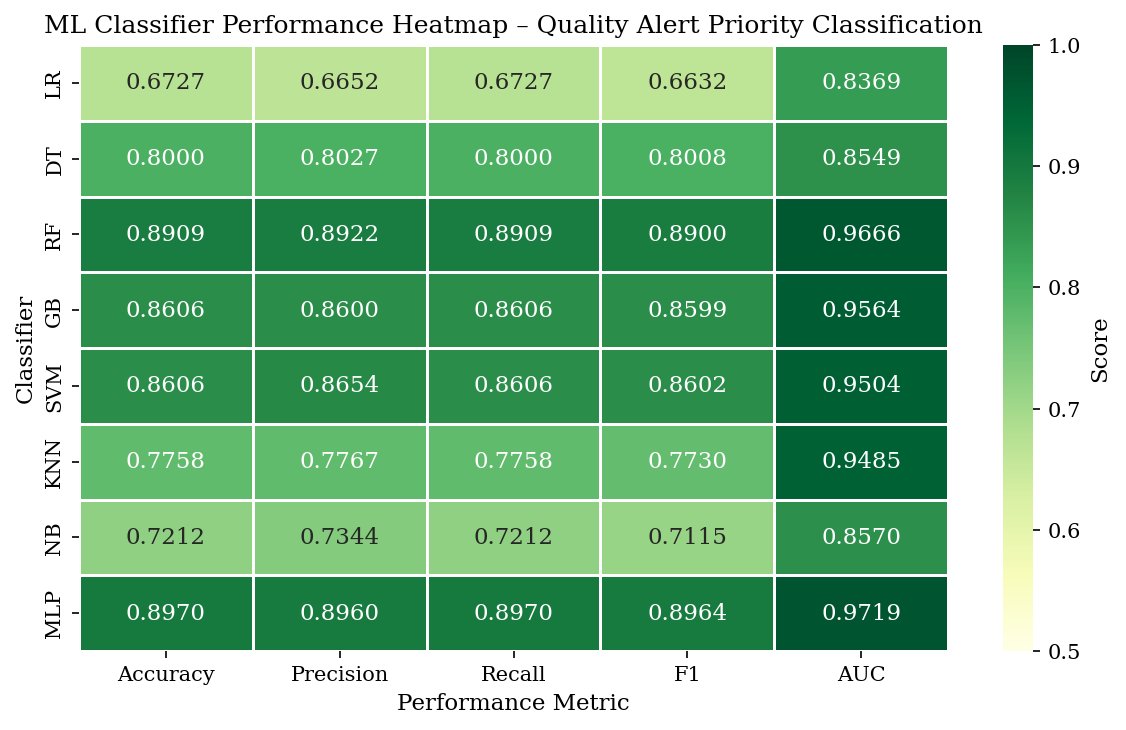 ML Classifier Performance Heatmap – Quality Alert Priority Classification
LR 0.6727 0.6652 0.6727 0.6632 0.8369
DT 0.8000 0.8027 0.8000 0.8008 0.8549
RF 0.8909 0.8922 0.8909 0.8900 0.9666
GB 0.8606 0.8600 0.8606 0.8599 0.9564
SVM 0.8606 0.8654 0.8606 0.8602 0.9504
KNN 0.7758 0.7767 0.7758 0.7730 0.9485
NB 0.7212 0.7344 0.7212 0.7115 0.8570
MLP 0.8970 0.8960 0.8970 0.8964 0.9719
Classifier
Accuracy Precision Recall F1 AUC
Performance Metric
1.0
0.9
0.8
0.7
0.6
0.5
Score